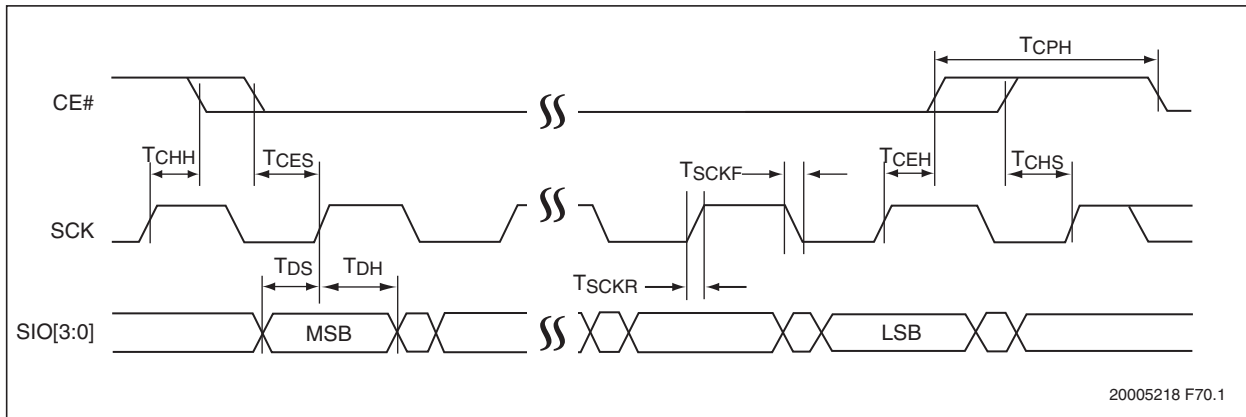 TCPH
CE#
TCHH
TCES
TSCKF
TCEH
TCHS
SCK
TDS
TDH
TSCKR
SIO[3:0]
MSB
LSB
20005218 F70.1